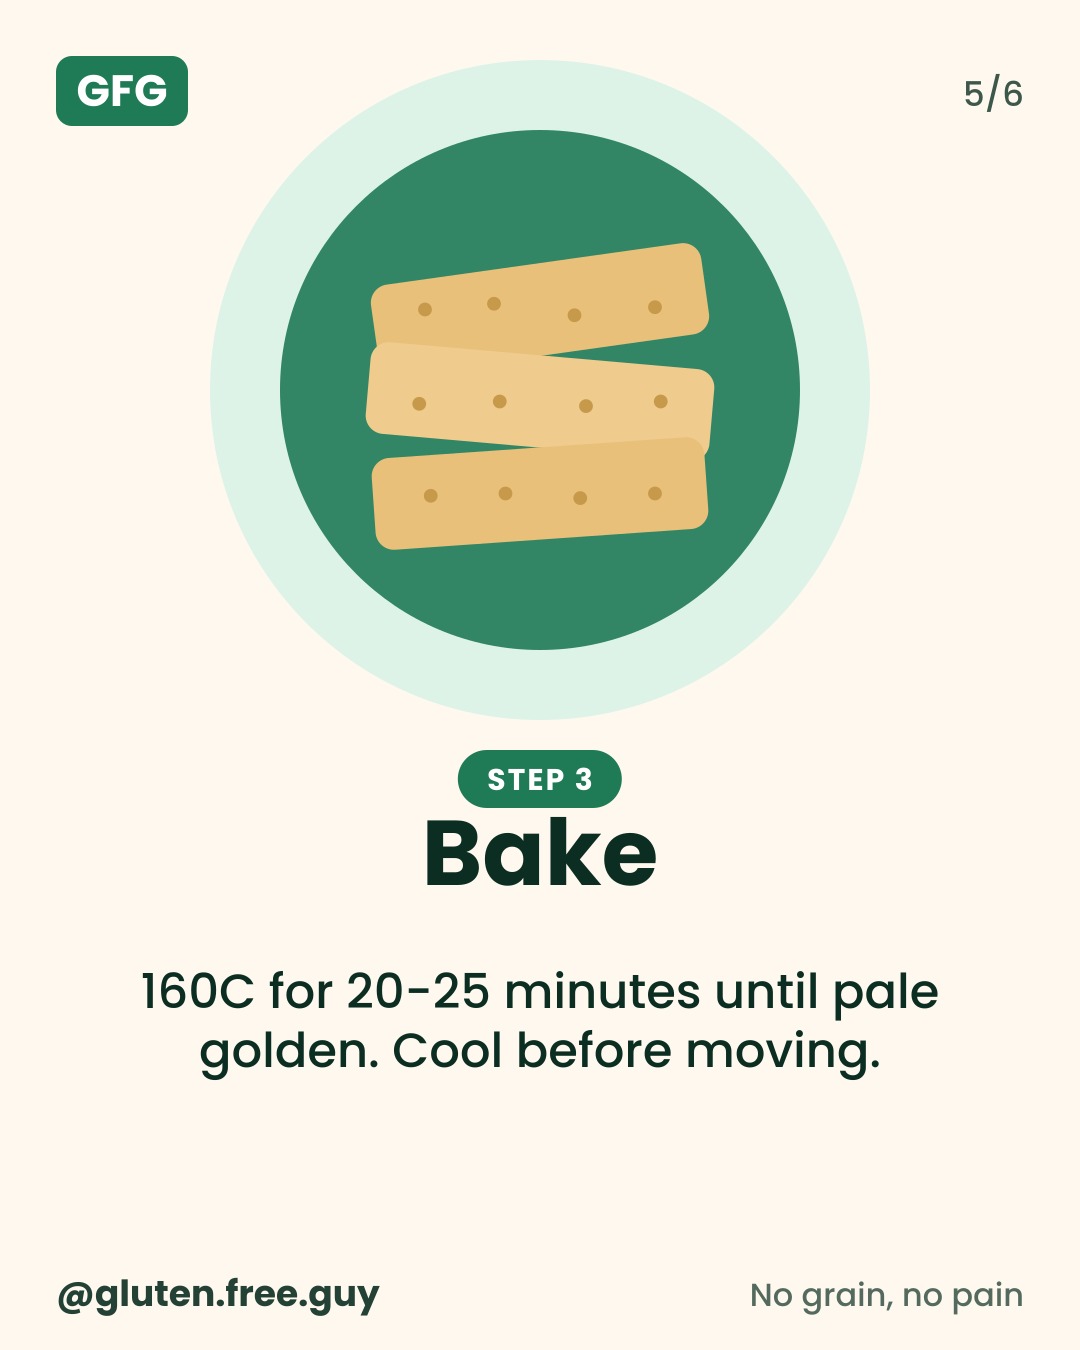 GFG
5/6
STEP 3
Bake
160C for 20-25 minutes until pale
golden. Cool before moving.
@gluten.free.guy
No grain, no pain